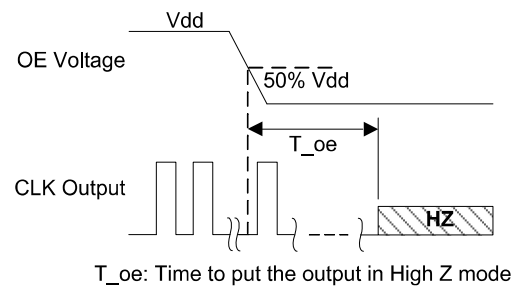 Vdd
OE Voltage
50% Vdd
T_oe
CLK Output
HZ
T_oe: Time to put the output in High Z mode